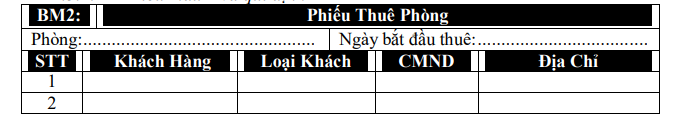 BM2: Phiếu Thuê Phòng
Phòng:............................................. Ngày bắt đầu thuê:.................................
STT Khách Hàng Loại Khách CMND Địa Chỉ
1
2